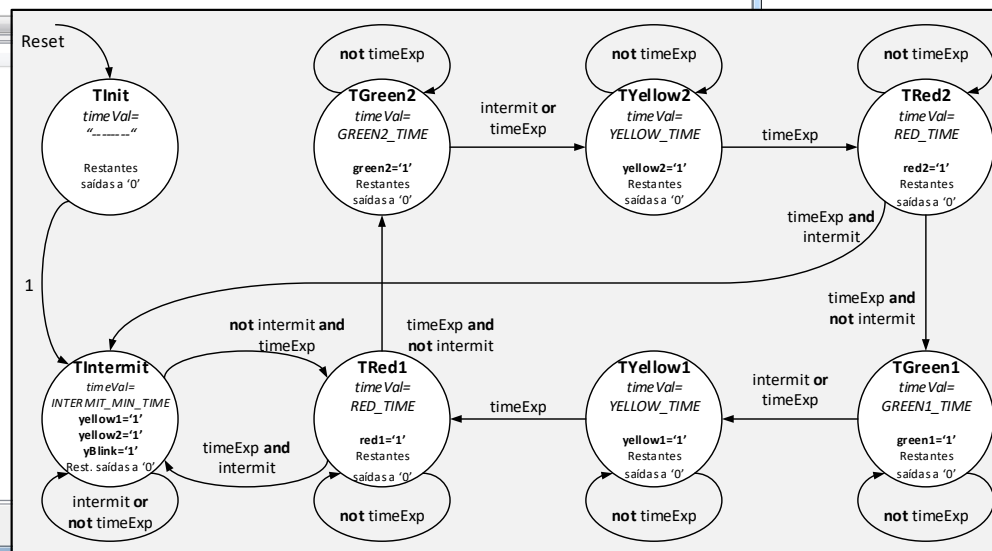 Reset
TInit
timeVal=
“--------“
Restantes
saídas a ‘0’
not timeExp
TGreen2
timeVal=
GREEN2_TIME
green2=‘1’
Restantes
saídas a ‘0’
intermit or
timeExp
not timeExp
TYellow2
timeVal=
YELLOW_TIME
yellow2=‘1’
Restantes
saídas a ‘0’
timeExp
not timeExp
TRed2
timeVal=
RED_TIME
red2=‘1’
Restantes
saídas a ‘0’
timeExp and
intermit
1
not intermit and
timeExp
timeExp and
not intermit
timeExp and
not intermit
TIntermit
timeVal=
INTERMIT_MIN_TIME
yellow1=‘1’
yellow2=‘1’
yBlink=‘1’
Rest. saídas a ‘0’
intermit or
not timeExp
timeExp and
intermit
TRed1
timeVal=
RED_TIME
red1=‘1’
Restantes
saídas a ‘0’
not timeExp
timeExp
TYellow1
timeVal=
YELLOW_TIME
yellow1=‘1’
Restantes
saídas a ‘0’
not timeExp
intermit or
timeExp
TGreen1
timeVal=
GREEN1_TIME
green1=‘1’
Restantes
saídas a ‘0’
not timeExp